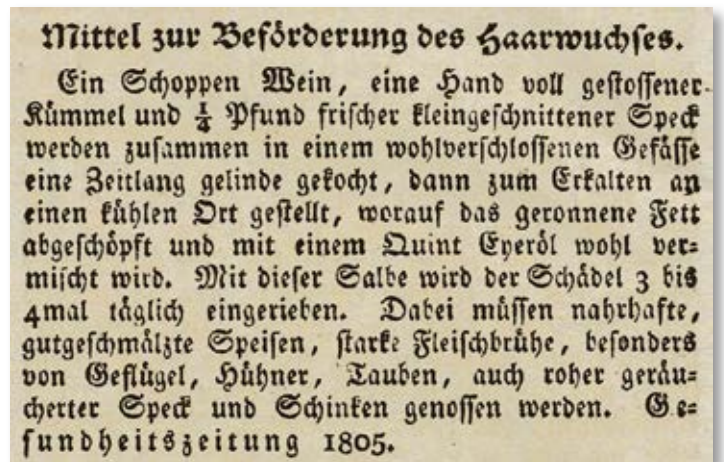 Mittel zur Beförderung des Haarwuchses.
Ein Schoppen Wein, eine Hand voll gestossener
Kümmel und ¼ Pfund frischer kleingeschnittener Speck
werden zusammen in einem wohlverschlossenen Gefässe
eine Zeitlang gelinde gekocht, dann zum Erkalten an
einen kühlen Ort gestellt, worauf das geronnene Fett
abgeschöpft und mit einem Quint Eyeröl wohl ver-
mischt wird. Mit dieser Salbe wird der Schädel 3 bis
4mal täglich eingerieben. Dabei müssen nahrhafte,
gutgeschmälzte Speisen, starke Fleischbrühe, besonders
von Geflügel, Hühner, Tauben, auch roher geräu-
cherter Speck und Schinken genossen werden. Ge-
sundheitszeitung 1805.